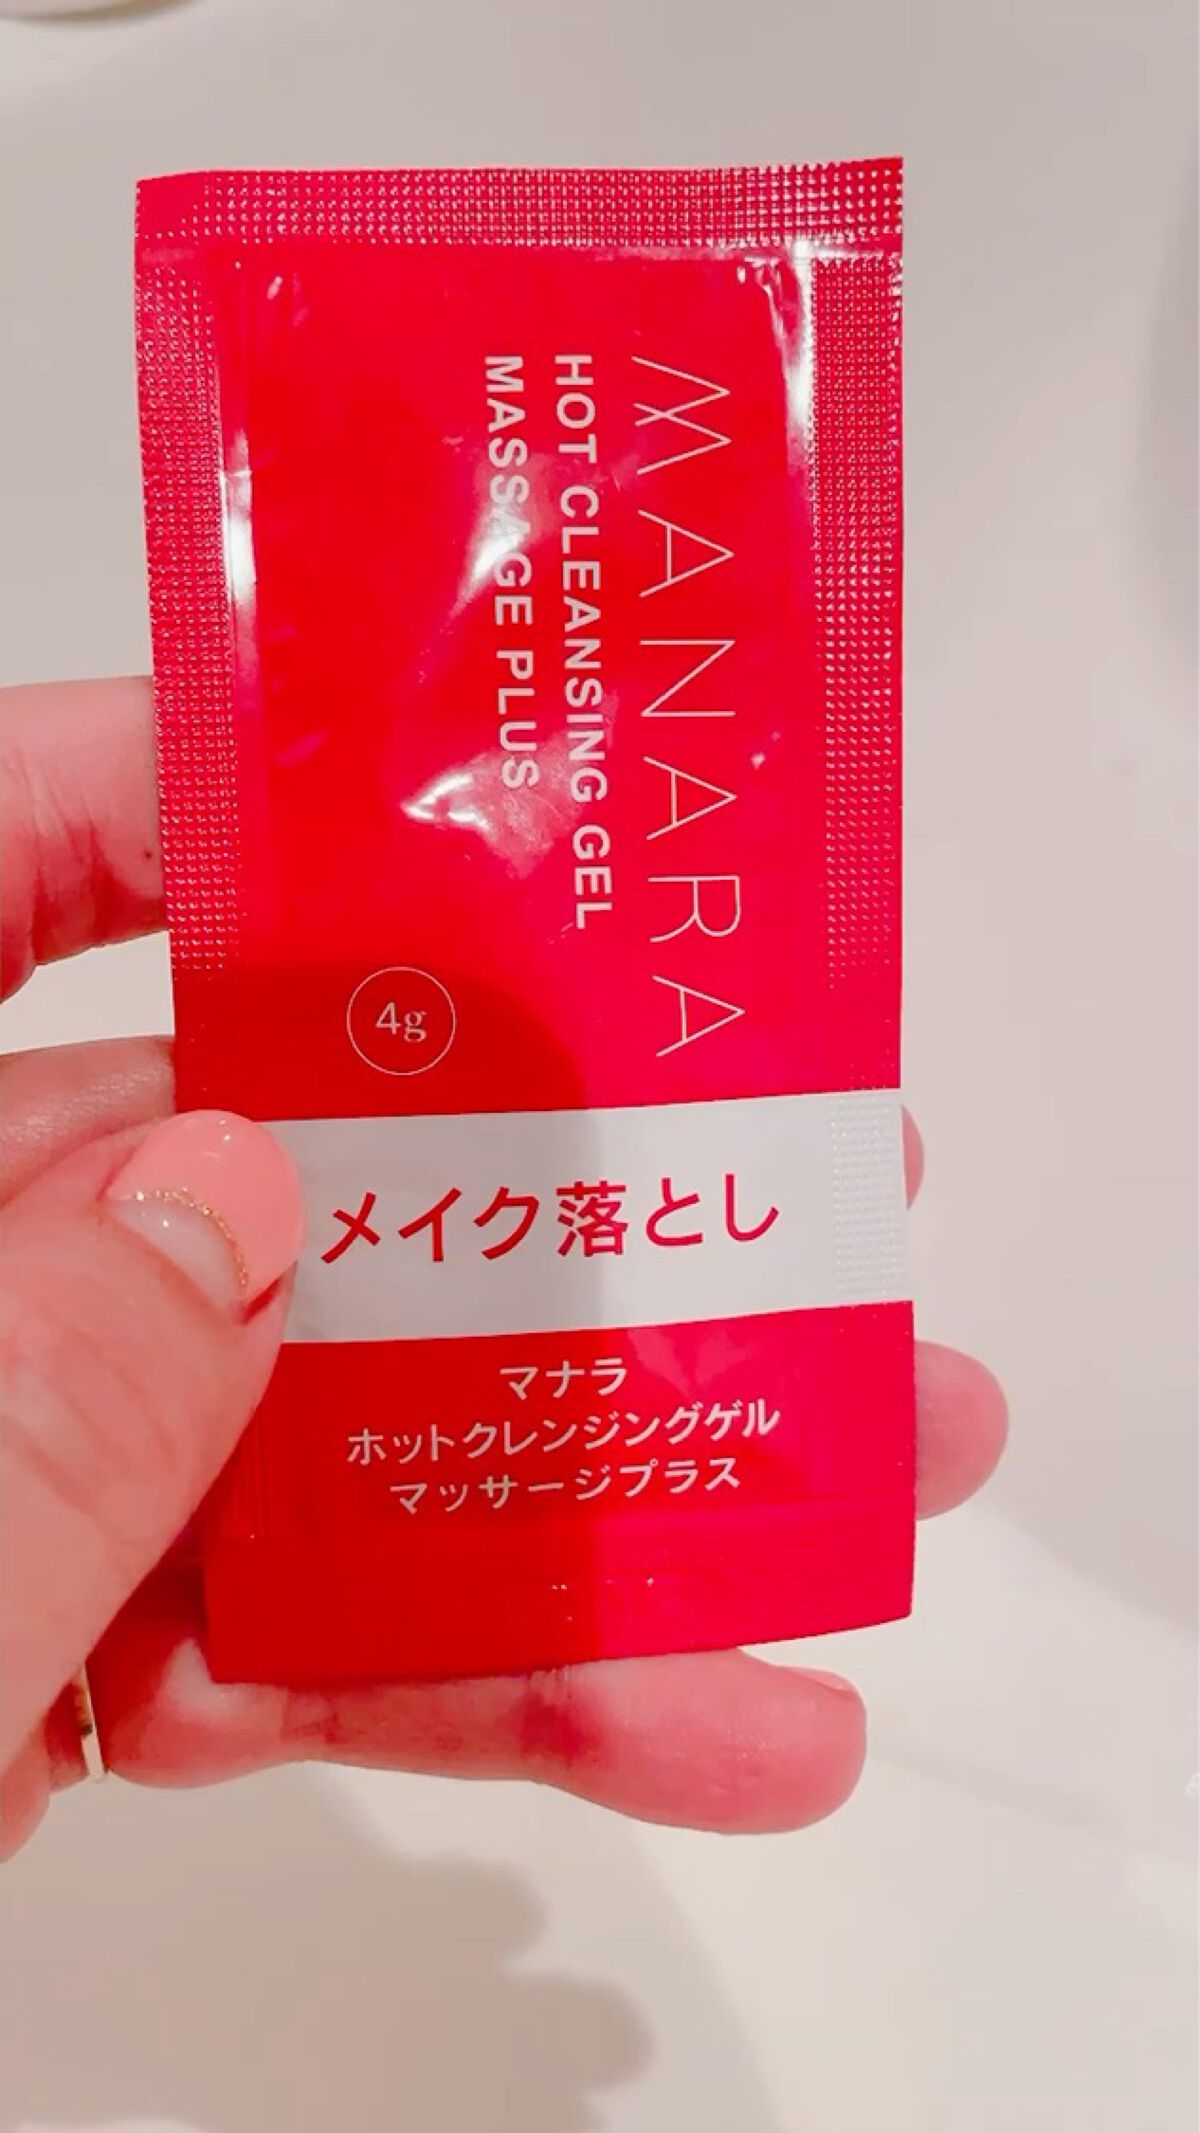 MANARA
HOT CLEANSING GEL
MASSAGE PLUS
4g
メイク落とし
マナラ
ホットクレンジングゲル
マッサージプラス